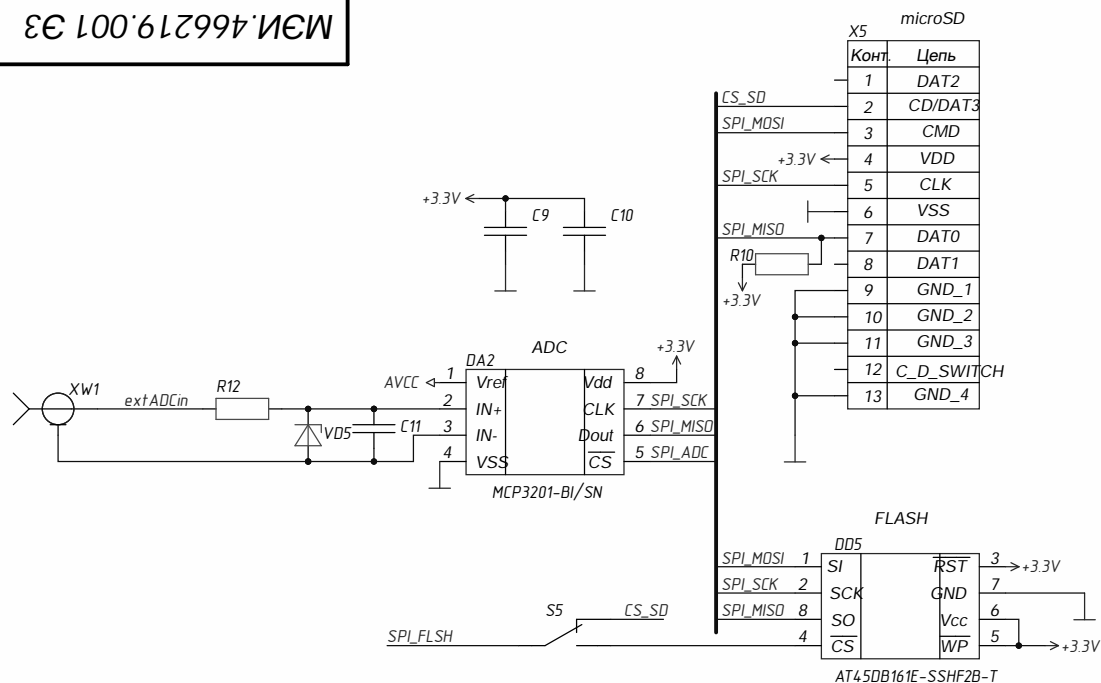 МЭИ.466219.001 Э3
microSD
X5
Конт. Цепь
1 DAT2
CS_SD 2 CD/DAT3
SPI_MOSI 3 CMD
+3.3V 4 VDD
SPI_SCK 5 CLK
6 VSS
SPI_MISO 7 DAT0
R10 8 DAT1
+3.3V 9 GND_1
10 GND_2
11 GND_3
12 C_D_SWITCH
13 GND_4
+3.3V C9 C10
ADC +3.3V
DA2
AVCC 1 Vref Vdd 8
XW1 extADCin R12 2 IN+ CLK 7 SPI_SCK
VD5 C11 3 IN- Dout 6 SPI_MISO
4 VSS CS 5 SPI_ADC
MCP3201-BI/SN
FLASH
DD5
SPI_MOSI 1 SI RST 3 +3.3V
SPI_SCK 2 SCK GND 7
S5 CS_SD SPI_MISO 8 SO Vcc 6
SPI_FLSH 4 CS WP 5 +3.3V
AT45DB161E-SSHF2B-T